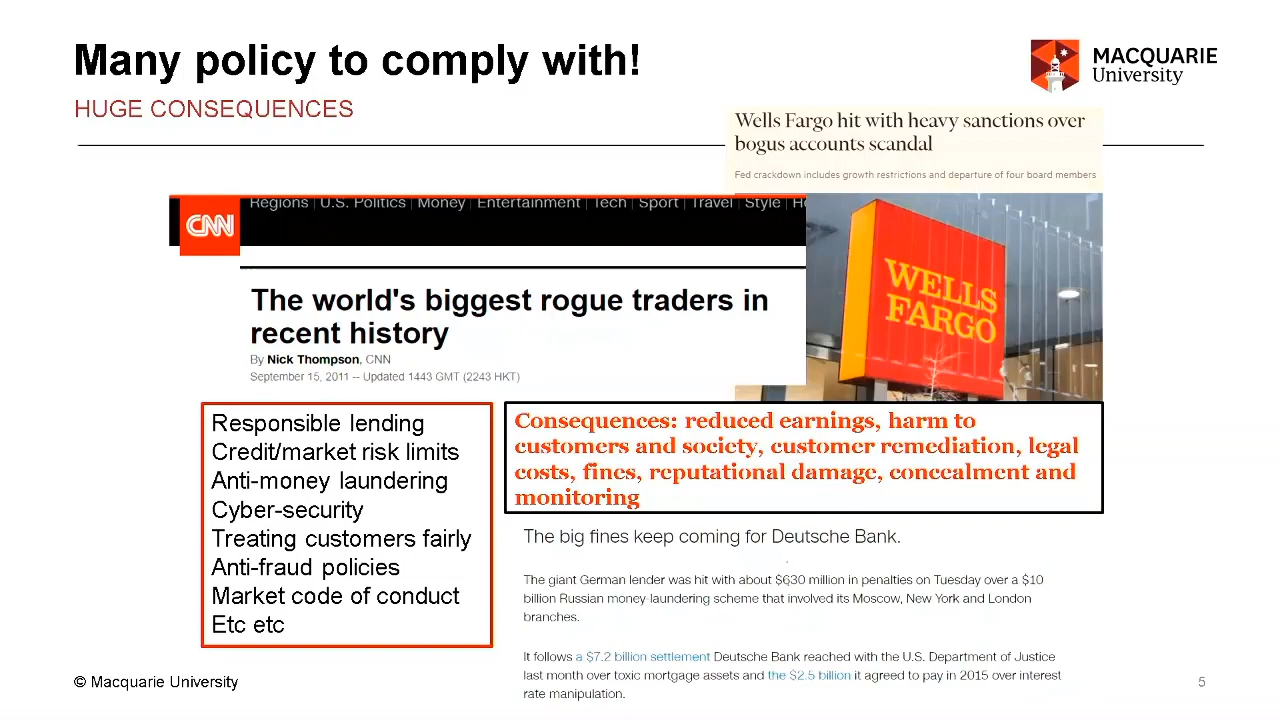 Many policy to comply with!
HUGE CONSEQUENCES
MACQUARIE
University
Wells Fargo hit with heavy sanctions over
bogus accounts scandal
Fed crackdown includes growth restrictions and departure of four board members
CNN
Regions | U.S. Politics | Money | Entertainment | Tech | Sport | Travel | Style |
WELLS
FARGO
The world's biggest rogue traders in
recent history
By Nick Thompson, CNN
September 15, 2011 -- Updated 1443 GMT (2243 HKT)
Responsible lending
Credit/market risk limits
Anti-money laundering
Cyber-security
Treating customers fairly
Anti-fraud policies
Market code of conduct
Etc etc
Consequences: reduced earnings, harm to
customers and society, customer remediation, legal
costs, fines, reputational damage, concealment and
monitoring
The big fines keep coming for Deutsche Bank.
The giant German lender was hit with about $630 million in penalties on Tuesday over a $10
billion Russian money-laundering scheme that involved its Moscow, New York and London
branches.
It follows a $7.2 billion settlement Deutsche Bank reached with the U.S. Department of Justice
last month over toxic mortgage assets and the $2.5 billion it agreed to pay in 2015 over interest
rate manipulation.
© Macquarie University
5